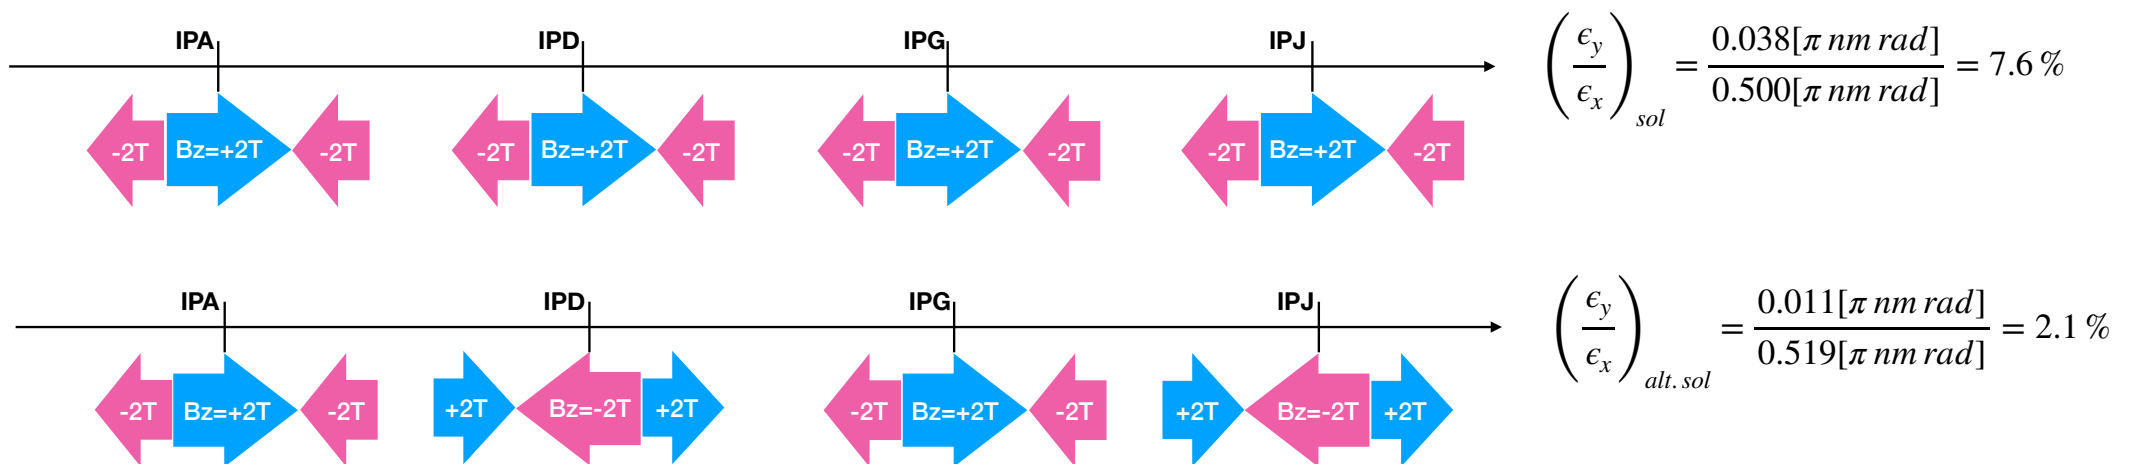 IPA IPD IPG IPJ
-2T Bz=+2T -2T -2T Bz=+2T -2T -2T Bz=+2T -2T -2T Bz=+2T -2T
(ϵy/ϵx)sol = 0.038[π nm rad]/0.500[π nm rad] = 7.6 %
IPA IPD IPG IPJ
-2T Bz=+2T -2T +2T Bz=-2T +2T -2T Bz=+2T -2T +2T Bz=-2T +2T
(ϵy/ϵx)alt. sol = 0.011[π nm rad]/0.519[π nm rad] = 2.1 %